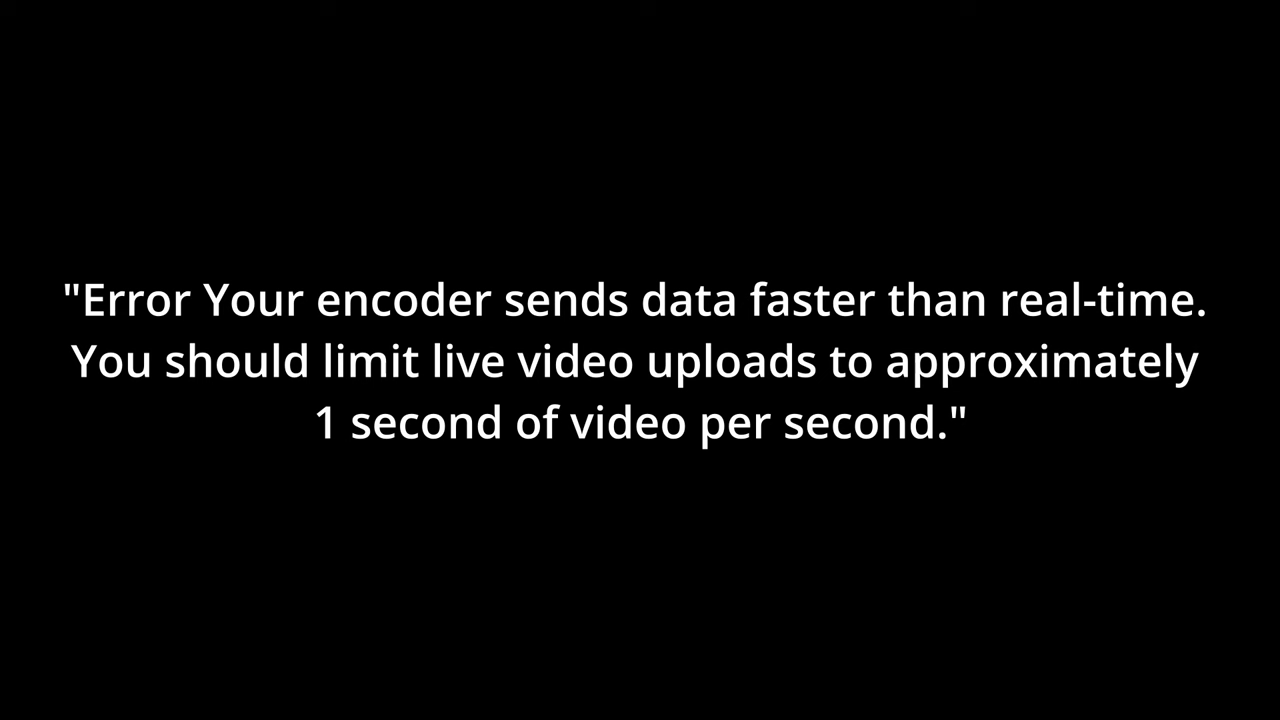 "Error Your encoder sends data faster than real-time.
You should limit live video uploads to approximately
1 second of video per second."